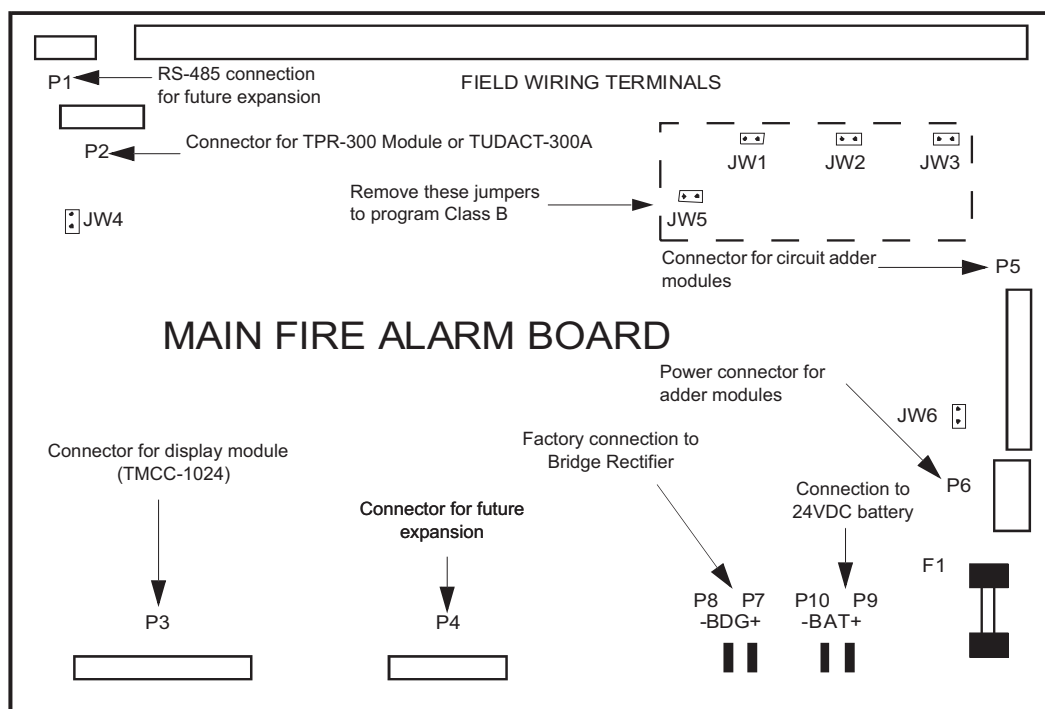 P1
RS-485 connection
for future expansion
FIELD WIRING TERMINALS
P2
Connector for TPR-300 Module or TUDACT-300A
JW1
JW2
JW3
Remove these jumpers
to program Class B
JW5
JW4
Connector for circuit adder
modules
P5
MAIN FIRE ALARM BOARD
Power connector for
adder modules
JW6
Connector for display module
(TMCC-1024)
Factory connection to
Bridge Rectifier
P6
Connection to
24VDC battery
Connector for future
expansion
F1
P3
P4
P8
P7
-BDG+
P10
P9
-BAT+